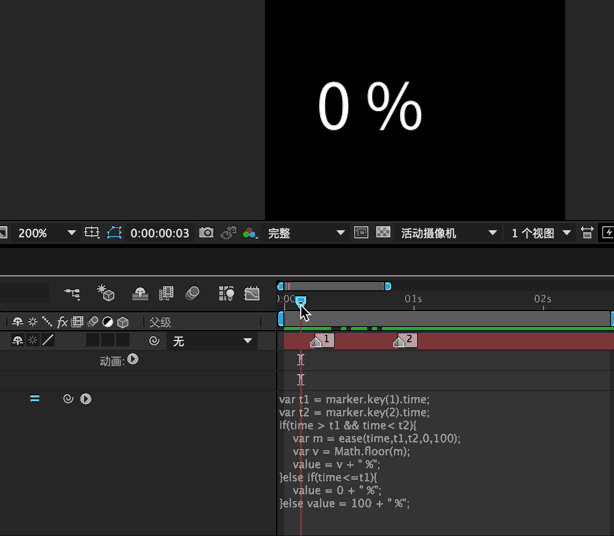 0 %
200%
0:00:00:03
完整
活动摄像机
1 个视图
01s
02s
fx
父级
无
1
2
动画:
var t1 = marker.key(1).time;
var t2 = marker.key(2).time;
if(time > t1 && time< t2){
var m = ease(time,t1,t2,0,100);
var v = Math.floor(m);
value = v + " %";
}else if(time<=t1){
value = 0 + " %";
}else value = 100 + " %";